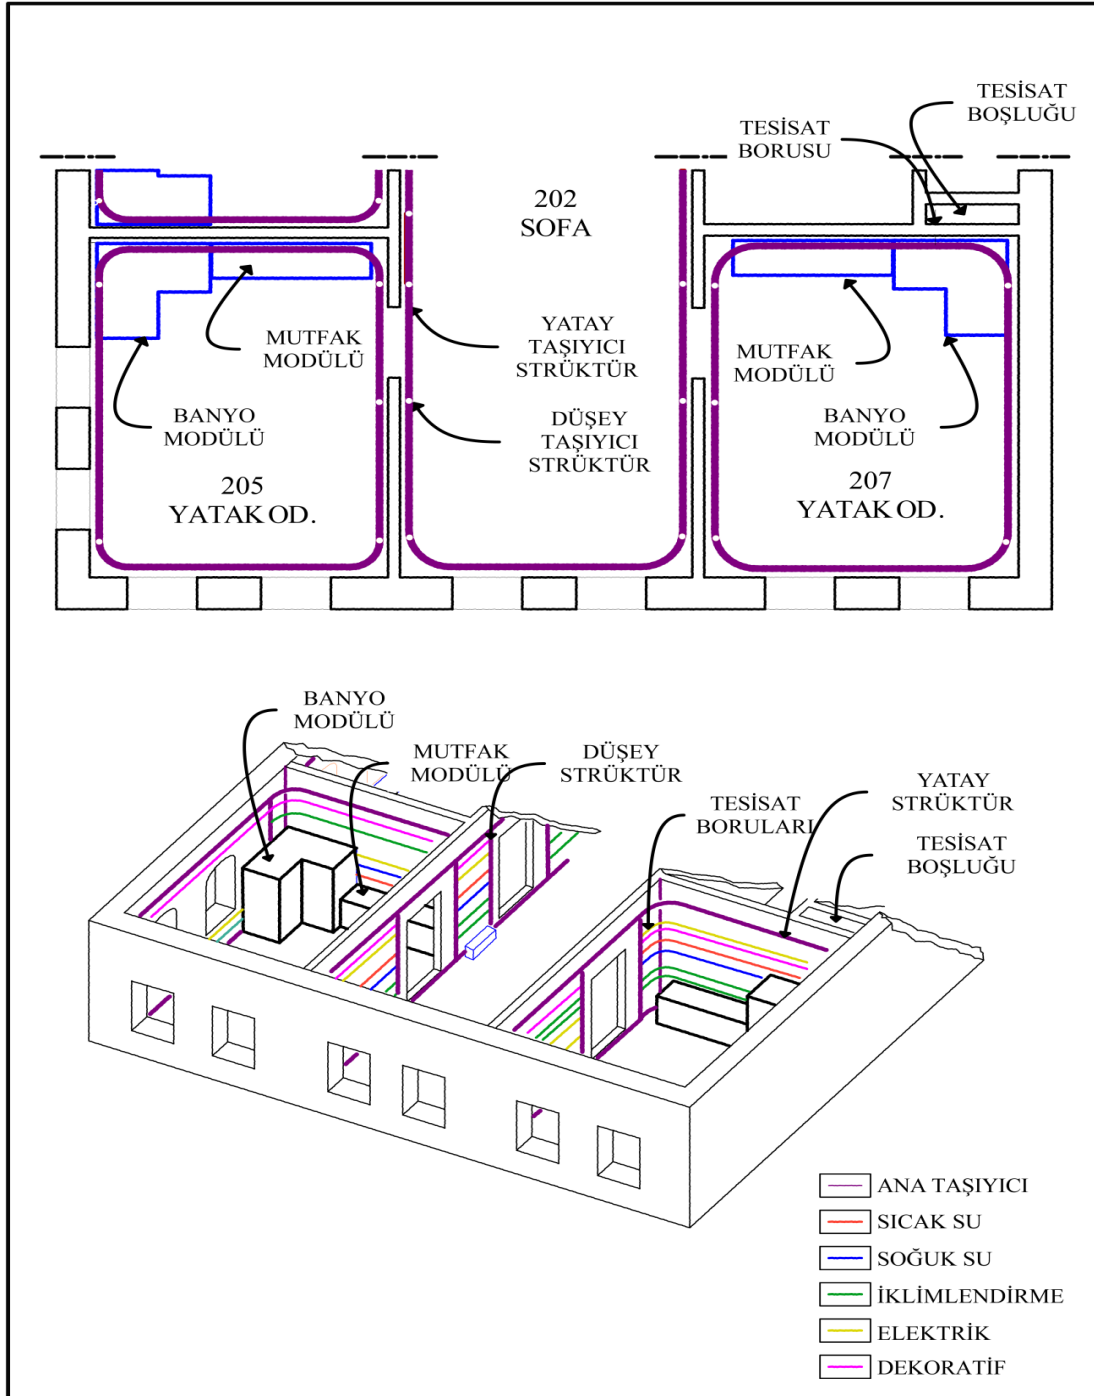 TESİSAT
BOŞLUĞU
TESİSAT
BORUSU
202
SOFA
MUTFAK
MODÜLÜ
YATAY
TAŞIYICI
STRÜKTÜR
MUTFAK
MODÜLÜ
BANYO
MODÜLÜ
DÜŞEY
TAŞIYICI
STRÜKTÜR
BANYO
MODÜLÜ
205
YATAK OD.
207
YATAK OD.
BANYO
MODÜLÜ
MUTFAK
MODÜLÜ
DÜŞEY
STRÜKTÜR
TESİSAT
BORULARI
YATAY
STRÜKTÜR
TESİSAT
BOŞLUĞU
ANA TAŞIYICI
SICAK SU
SOĞUK SU
İKLİMLENDİRME
ELEKTRİK
DEKORATİF